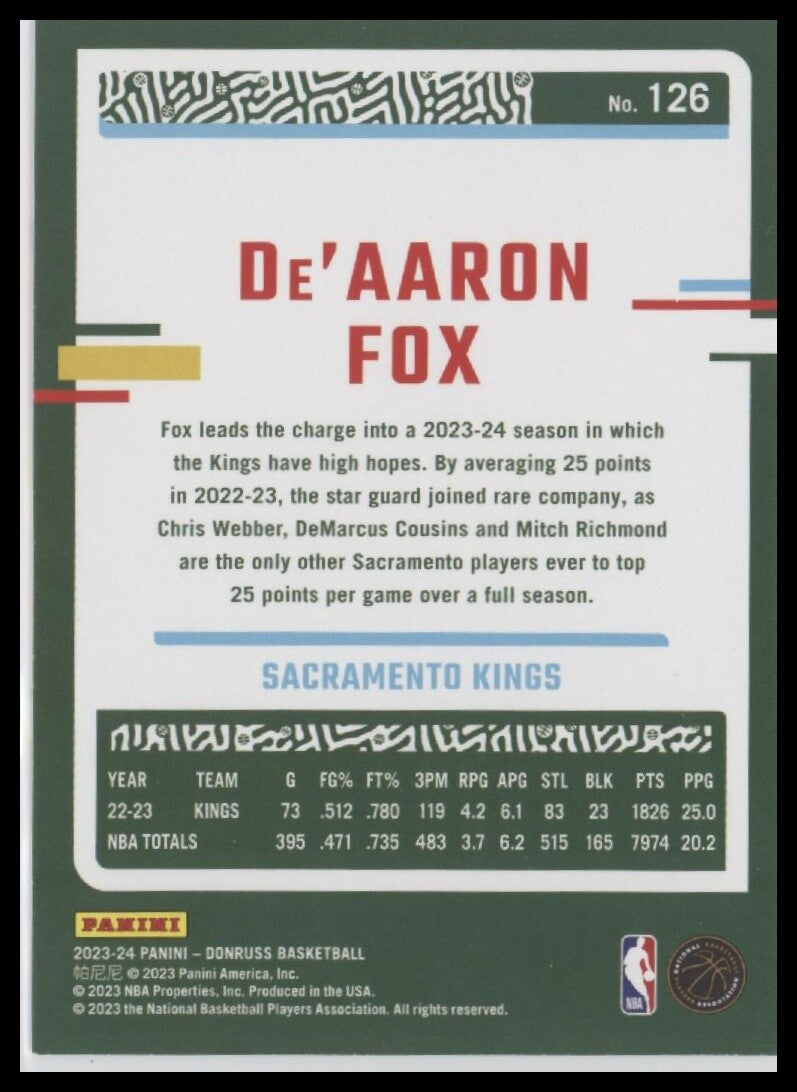 No. 126
De'AARON
FOX
Fox leads the charge into a 2023-24 season in which
the Kings have high hopes. By averaging 25 points
in 2022-23, the star guard joined rare company, as
Chris Webber, DeMarcus Cousins and Mitch Richmond
are the only other Sacramento players ever to top
25 points per game over a full season.
SACRAMENTO KINGS
YEAR TEAM G FG% FT% 3PM RPG APG STL BLK PTS PPG
22-23 KINGS 73 .512 .780 119 4.2 6.1 83 23 1826 25.0
NBA TOTALS 395 .471 .735 483 3.7 6.2 515 165 7974 20.2
PANINI
2023-24 PANINI – DONRUSS BASKETBALL
帕尼尼 © 2023 Panini America, Inc.
© 2023 NBA Properties, Inc. Produced in the USA.
© 2023 the National Basketball Players Association. All rights reserved.
NBA
NATIONAL BASKETBALL PLAYERS ASSOCIATION